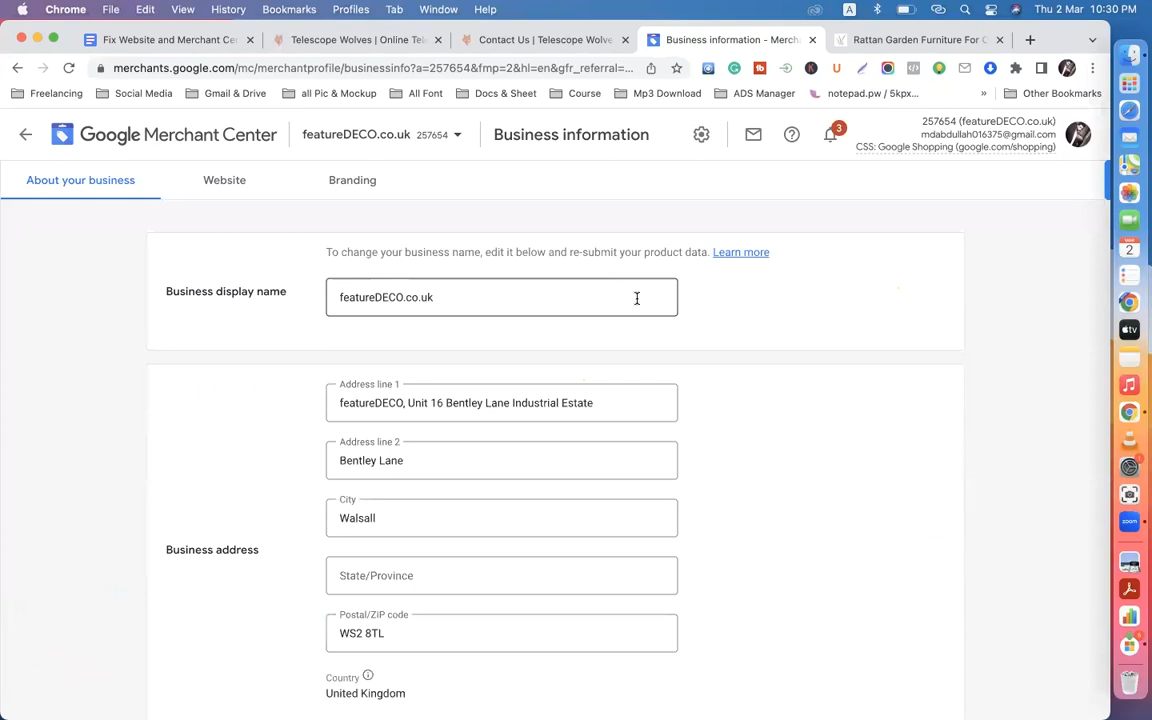 Chrome File Edit View History Bookmarks Profiles Tab Window Help A Thu 2 Mar 10:30 PM
Fix Website and Merchant Ce
Telescope Wolves | Online Te
Contact Us | Telescope Wolve
Business information - Merch
Rattan Garden Furniture For C
merchants.google.com/mc/merchantprofile/businessinfo?a=257654&fmp=2&hl=en&gfr_referral=...
Freelancing Social Media Gmail & Drive all Pic & Mockup All Font Docs & Sheet Course Mp3 Download ADS Manager notepad.pw / 5kpx... » Other Bookmarks
Google Merchant Center
featureDECO.co.uk 257654
Business information
3
257654 (featureDECO.co.uk)
mdabdullah016375@gmail.com
CSS: Google Shopping (google.com/shopping)
About your business
Website
Branding
To change your business name, edit it below and re-submit your product data. Learn more
Business display name
featureDECO.co.uk
Business address
Address line 1
featureDECO, Unit 16 Bentley Lane Industrial Estate
Address line 2
Bentley Lane
City
Walsall
State/Province
Postal/ZIP code
WS2 8TL
Country
United Kingdom
2
tv
zoom